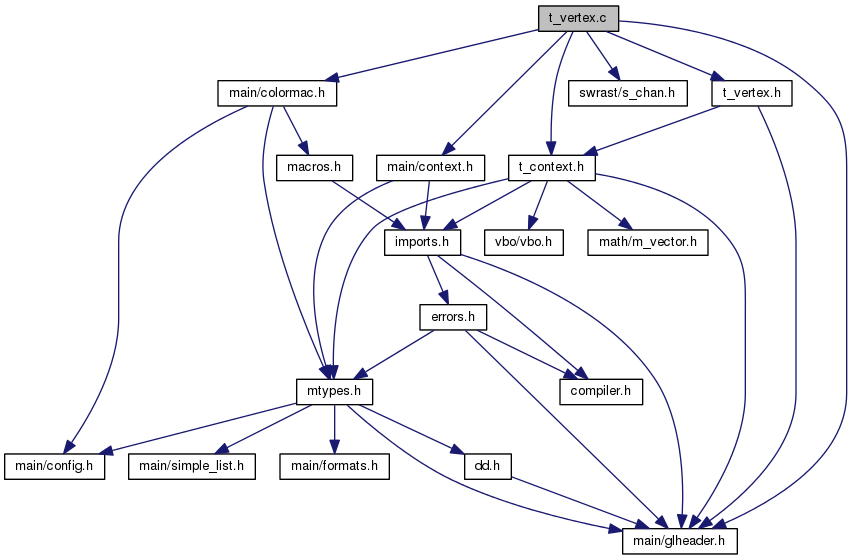 t_vertex.c
main/colormac.h
swrast/s_chan.h
t_vertex.h
macros.h
main/context.h
t_context.h
imports.h
vbo/vbo.h
math/m_vector.h
errors.h
mtypes.h
compiler.h
main/config.h
main/simple_list.h
main/formats.h
dd.h
main/glheader.h